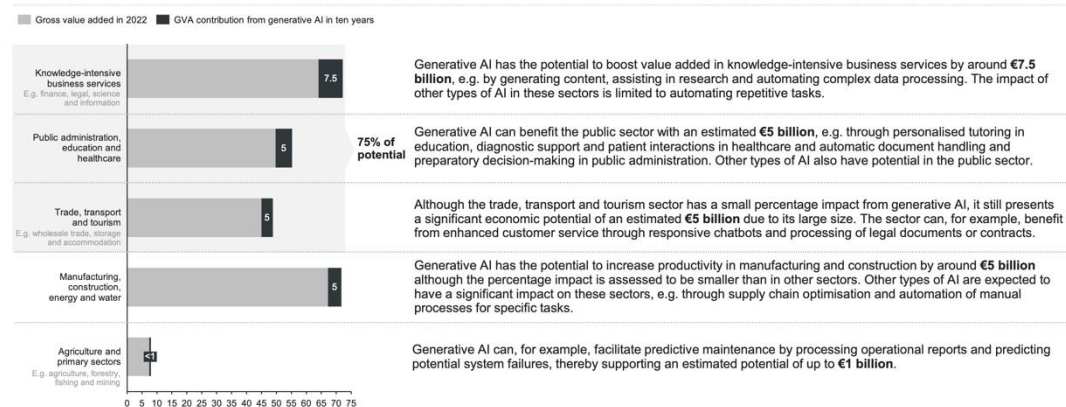 Gross value added in 2022 GVA contribution from generative AI in ten years
Knowledge-intensive
business services
E.g. finance, legal, science
and information
7.5
Generative AI has the potential to boost value added in knowledge-intensive business services by around €7.5
billion, e.g. by generating content, assisting in research and automating complex data processing. The impact of
other types of AI in these sectors is limited to automating repetitive tasks.
Public administration,
education and
healthcare
5
75% of
potential
Generative AI can benefit the public sector with an estimated €5 billion, e.g. through personalised tutoring in
education, diagnostic support and patient interactions in healthcare and automatic document handling and
preparatory decision-making in public administration. Other types of AI also have potential in the public sector.
Trade, transport
and tourism
E.g. wholesale trade, storage
and accommodation
5
Although the trade, transport and tourism sector has a small percentage impact from generative AI, it still presents
a significant economic potential of an estimated €5 billion due to its large size. The sector can, for example, benefit
from enhanced customer service through responsive chatbots and processing of legal documents or contracts.
Manufacturing,
construction,
energy and water
5
Generative AI has the potential to increase productivity in manufacturing and construction by around €5 billion
although the percentage impact is assessed to be smaller than in other sectors. Other types of AI are expected to
have a significant impact on these sectors, e.g. through supply chain optimisation and automation of manual
processes for specific tasks.
Agriculture and
primary sectors
E.g. agriculture, forestry,
fishing and mining
<1
Generative AI can, for example, facilitate predictive maintenance by processing operational reports and predicting
potential system failures, thereby supporting an estimated potential of up to €1 billion.
0 5 10 15 20 25 30 35 40 45 50 55 60 65 70 75